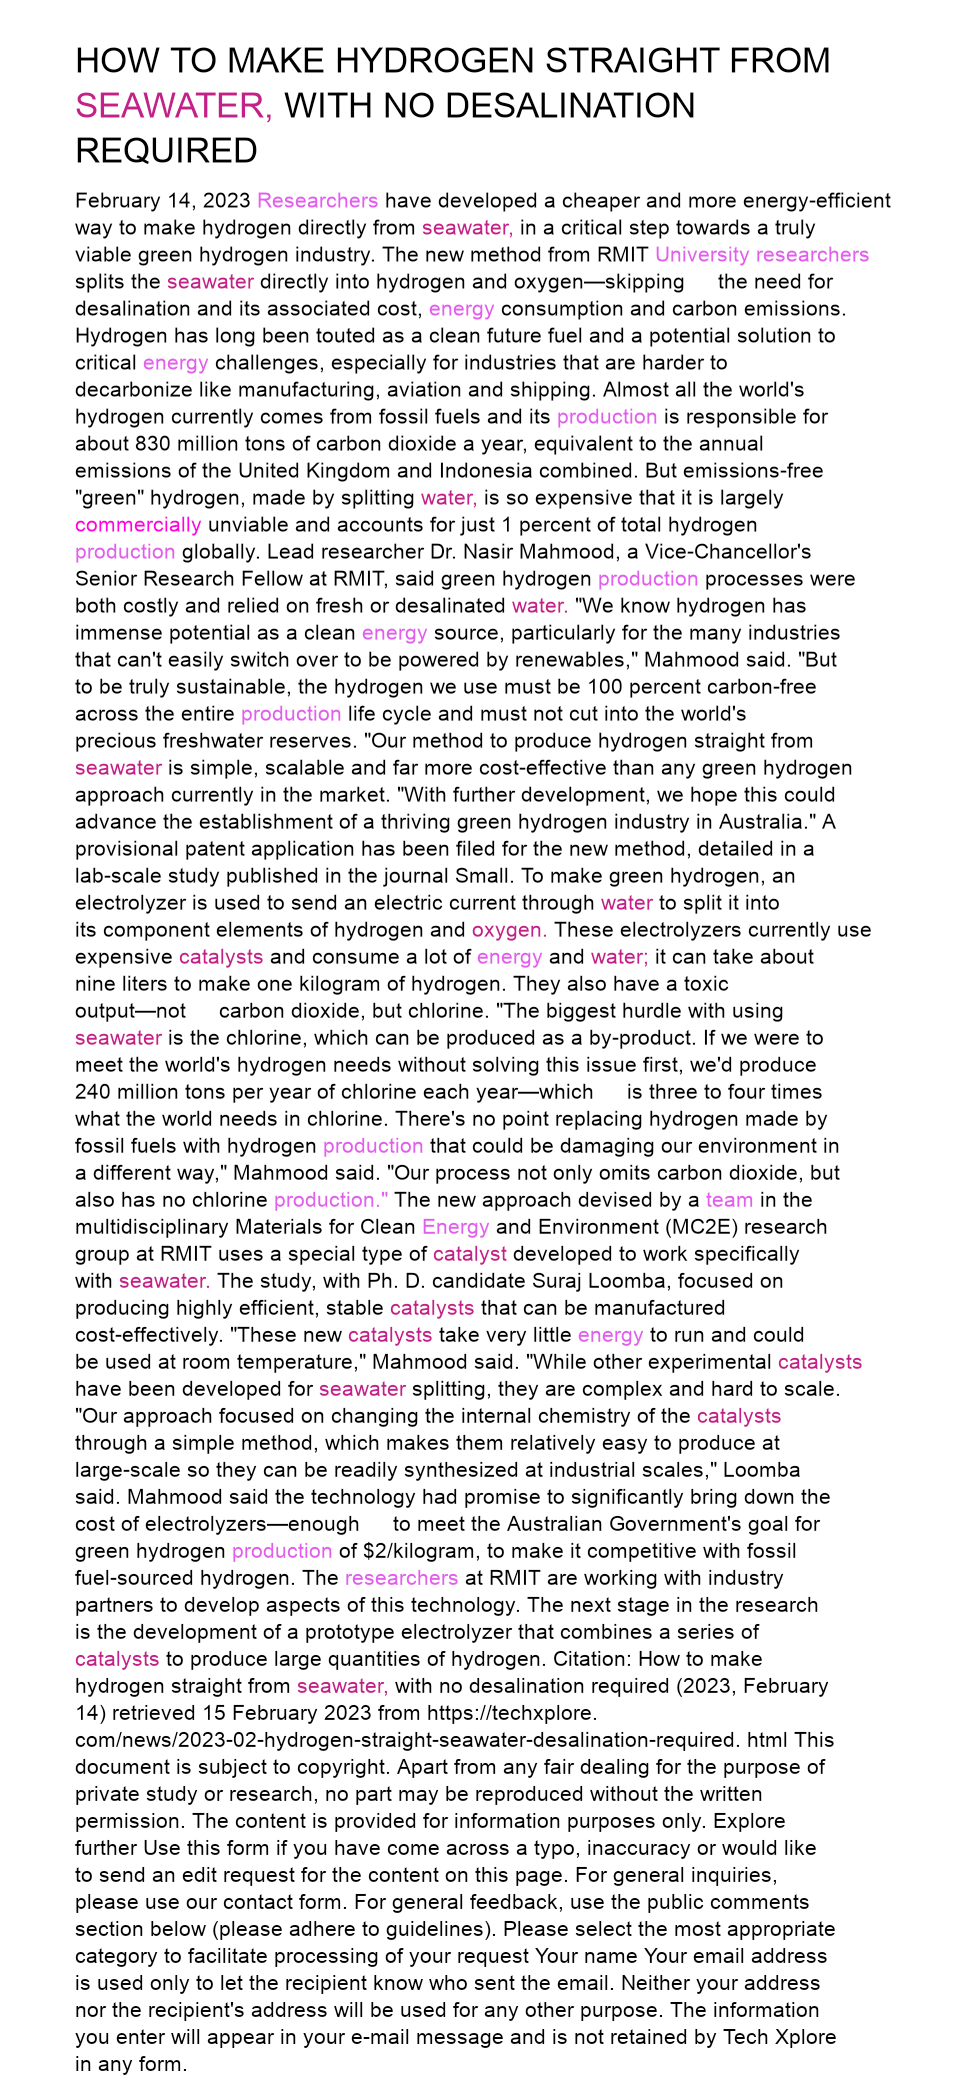 HOW TO MAKE HYDROGEN STRAIGHT FROM
SEAWATER, WITH NO DESALINATION
REQUIRED
February 14, 2023 Researchers have developed a cheaper and more energy-efficient
way to make hydrogen directly from seawater, in a critical step towards a truly
viable green hydrogen industry. The new method from RMIT University researchers
splits the seawater directly into hydrogen and oxygen—skipping the need for
desalination and its associated cost, energy consumption and carbon emissions.
Hydrogen has long been touted as a clean future fuel and a potential solution to
critical energy challenges, especially for industries that are harder to
decarbonize like manufacturing, aviation and shipping. Almost all the world's
hydrogen currently comes from fossil fuels and its production is responsible for
about 830 million tons of carbon dioxide a year, equivalent to the annual
emissions of the United Kingdom and Indonesia combined. But emissions-free
"green" hydrogen, made by splitting water, is so expensive that it is largely
commercially unviable and accounts for just 1 percent of total hydrogen
production globally. Lead researcher Dr. Nasir Mahmood, a Vice-Chancellor's
Senior Research Fellow at RMIT, said green hydrogen production processes were
both costly and relied on fresh or desalinated water. "We know hydrogen has
immense potential as a clean energy source, particularly for the many industries
that can't easily switch over to be powered by renewables," Mahmood said. "But
to be truly sustainable, the hydrogen we use must be 100 percent carbon-free
across the entire production life cycle and must not cut into the world's
precious freshwater reserves. "Our method to produce hydrogen straight from
seawater is simple, scalable and far more cost-effective than any green hydrogen
approach currently in the market. "With further development, we hope this could
advance the establishment of a thriving green hydrogen industry in Australia." A
provisional patent application has been filed for the new method, detailed in a
lab-scale study published in the journal Small. To make green hydrogen, an
electrolyzer is used to send an electric current through water to split it into
its component elements of hydrogen and oxygen. These electrolyzers currently use
expensive catalysts and consume a lot of energy and water; it can take about
nine liters to make one kilogram of hydrogen. They also have a toxic
output—not carbon dioxide, but chlorine. "The biggest hurdle with using
seawater is the chlorine, which can be produced as a by-product. If we were to
meet the world's hydrogen needs without solving this issue first, we'd produce
240 million tons per year of chlorine each year—which is three to four times
what the world needs in chlorine. There's no point replacing hydrogen made by
fossil fuels with hydrogen production that could be damaging our environment in
a different way," Mahmood said. "Our process not only omits carbon dioxide, but
also has no chlorine production." The new approach devised by a team in the
multidisciplinary Materials for Clean Energy and Environment (MC2E) research
group at RMIT uses a special type of catalyst developed to work specifically
with seawater. The study, with Ph. D. candidate Suraj Loomba, focused on
producing highly efficient, stable catalysts that can be manufactured
cost-effectively. "These new catalysts take very little energy to run and could
be used at room temperature," Mahmood said. "While other experimental catalysts
have been developed for seawater splitting, they are complex and hard to scale.
"Our approach focused on changing the internal chemistry of the catalysts
through a simple method, which makes them relatively easy to produce at
large-scale so they can be readily synthesized at industrial scales," Loomba
said. Mahmood said the technology had promise to significantly bring down the
cost of electrolyzers—enough to meet the Australian Government's goal for
green hydrogen production of $2/kilogram, to make it competitive with fossil
fuel-sourced hydrogen. The researchers at RMIT are working with industry
partners to develop aspects of this technology. The next stage in the research
is the development of a prototype electrolyzer that combines a series of
catalysts to produce large quantities of hydrogen. Citation: How to make
hydrogen straight from seawater, with no desalination required (2023, February
14) retrieved 15 February 2023 from https://techxplore.
com/news/2023-02-hydrogen-straight-seawater-desalination-required. html This
document is subject to copyright. Apart from any fair dealing for the purpose of
private study or research, no part may be reproduced without the written
permission. The content is provided for information purposes only. Explore
further Use this form if you have come across a typo, inaccuracy or would like
to send an edit request for the content on this page. For general inquiries,
please use our contact form. For general feedback, use the public comments
section below (please adhere to guidelines). Please select the most appropriate
category to facilitate processing of your request Your name Your email address
is used only to let the recipient know who sent the email. Neither your address
nor the recipient's address will be used for any other purpose. The information
you enter will appear in your e-mail message and is not retained by Tech Xplore
in any form.